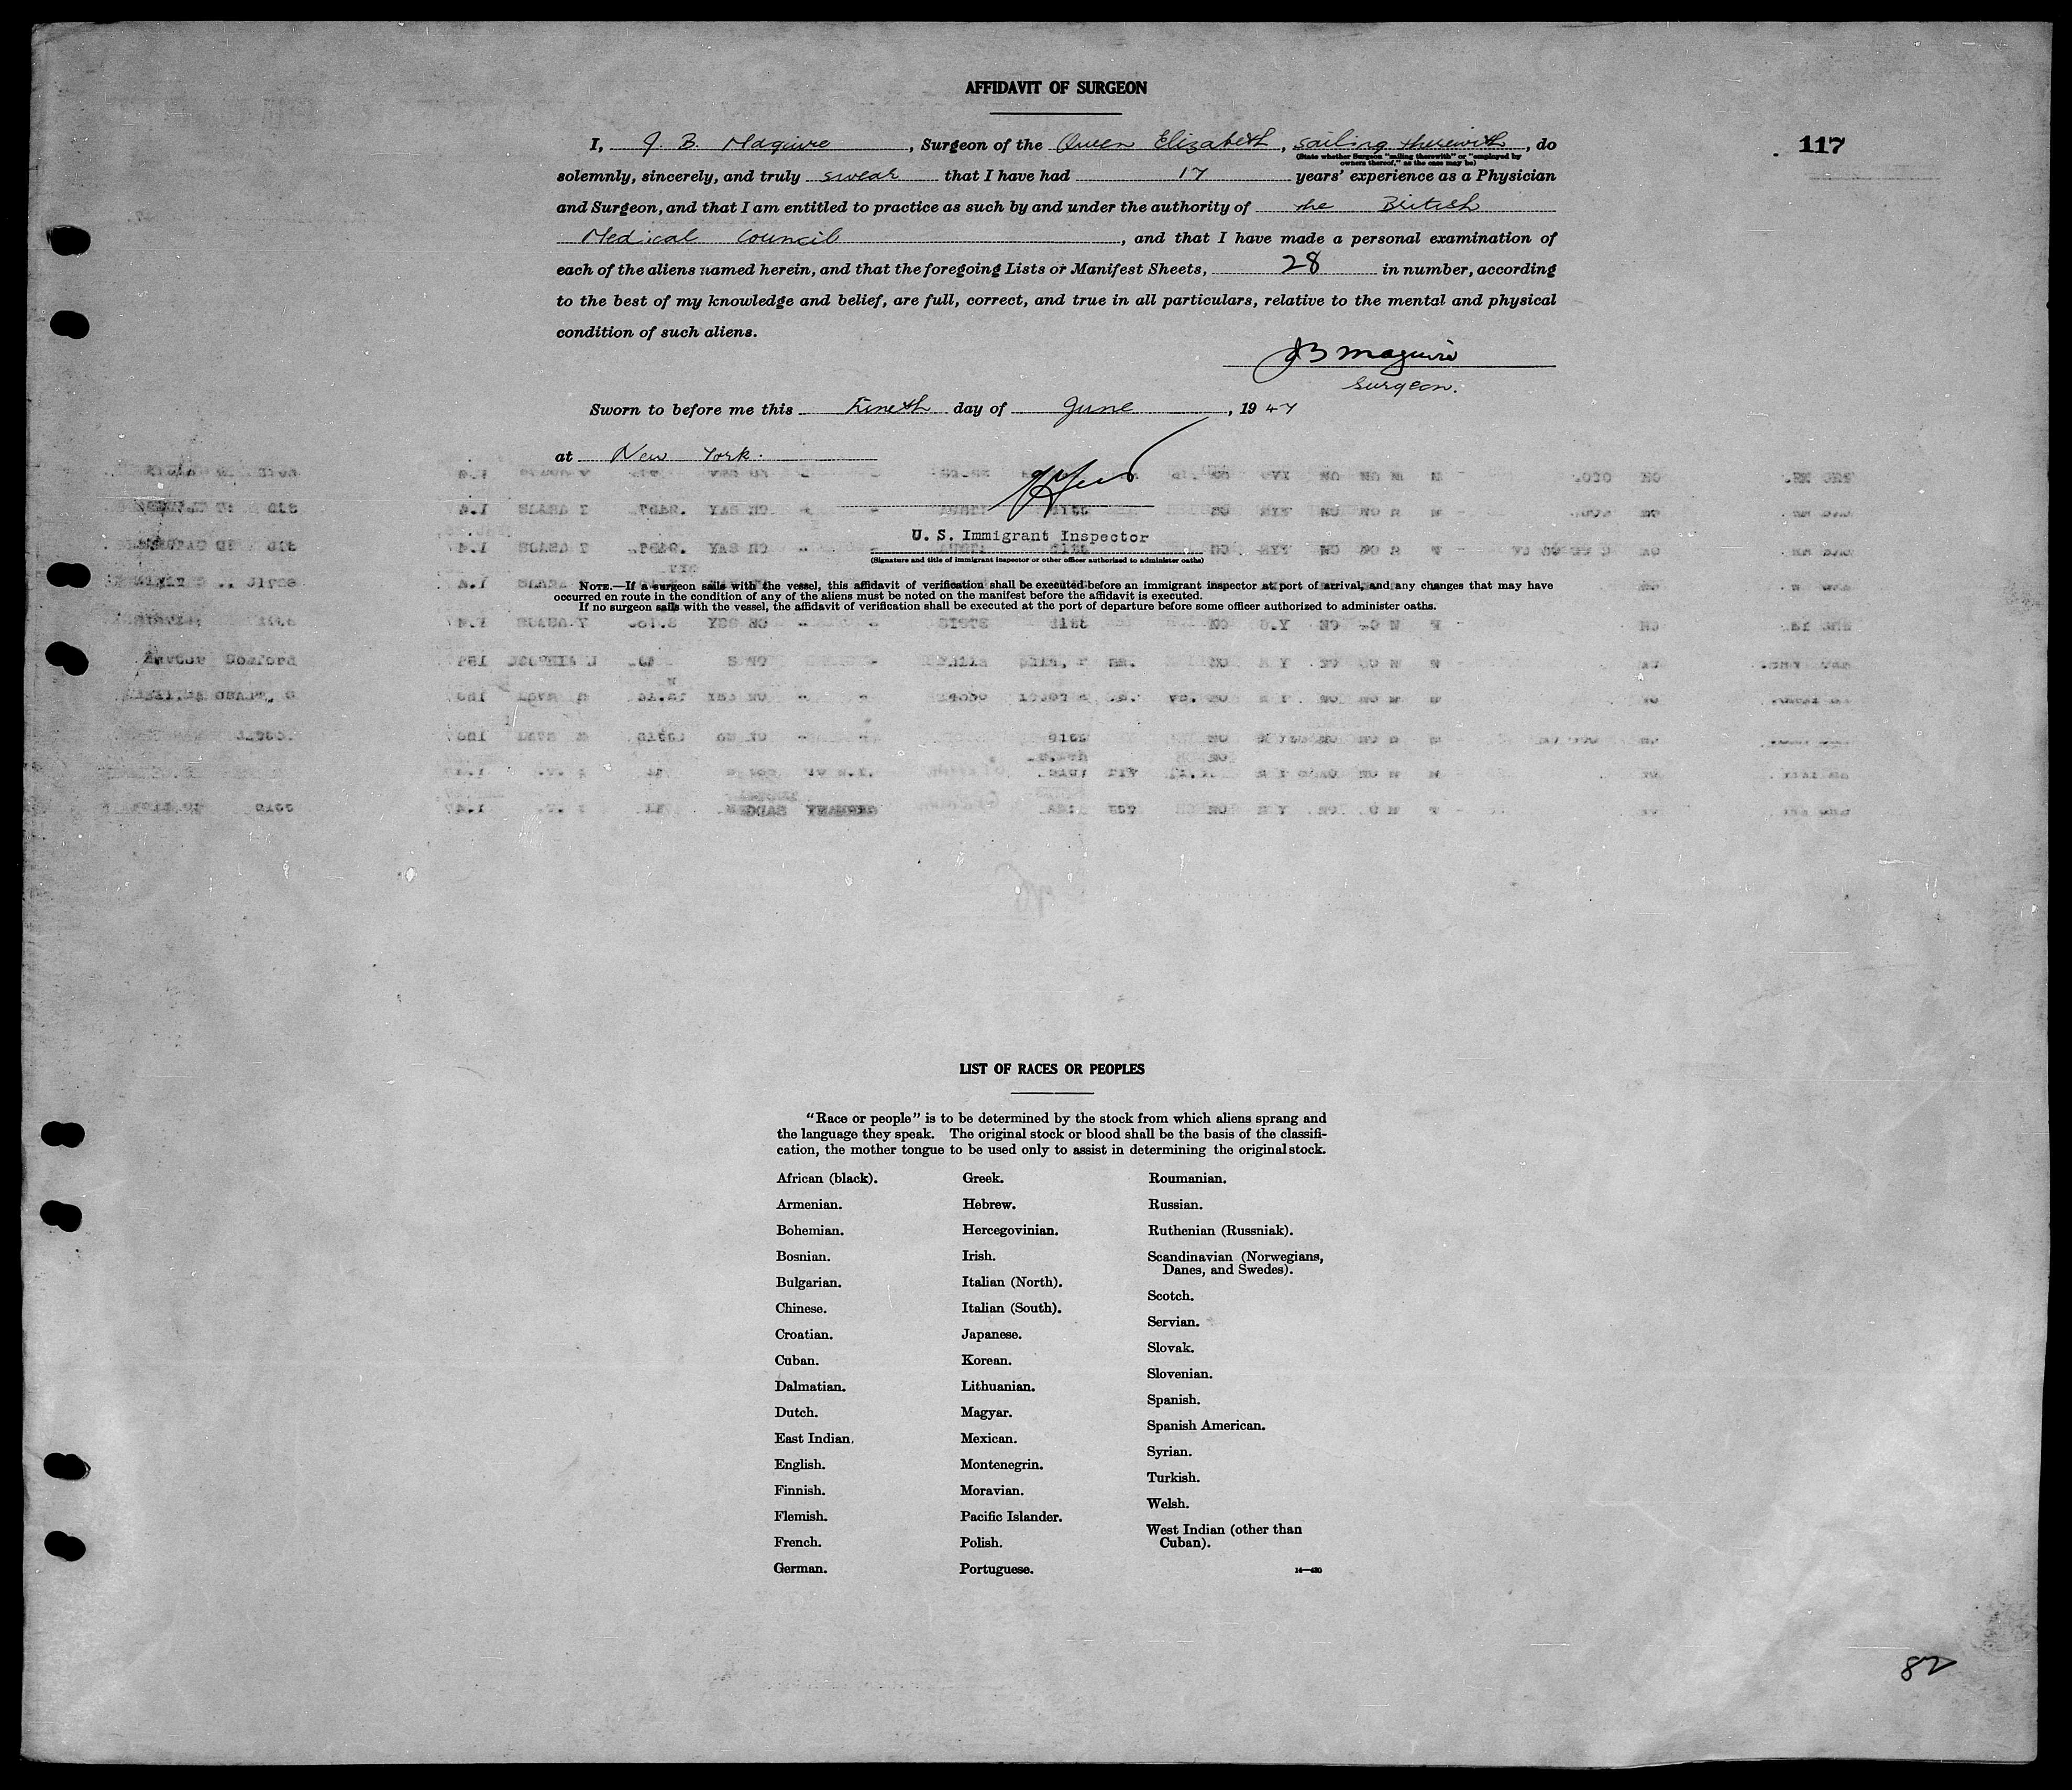 AFFIDAVIT OF SURGEON
117
I, J. B. Maguire, Surgeon of the Queen Elizabeth, sailing therewith, do
(State whether Surgeon "sailing therewith" or "employed by
owners thereof," as the case may be)
solemnly, sincerely, and truly swear that I have had 17 years' experience as a Physician
and Surgeon, and that I am entitled to practice as such by and under the authority of the British
Medical Council, and that I have made a personal examination of
each of the aliens named herein, and that the foregoing Lists or Manifest Sheets, 28 in number, according
to the best of my knowledge and belief, are full, correct, and true in all particulars, relative to the mental and physical
condition of such aliens.
JB Maguire
Surgeon.
Sworn to before me this day of June, 1947
at New York.
U. S. Immigrant Inspector
(Signature and title of immigrant inspector or other officer authorized to administer oaths)
NOTE.—If a surgeon sails with the vessel, this affidavit of verification shall be executed before an immigrant inspector at port of arrival, and any changes that may have
occurred en route in the condition of any of the aliens must be noted on the manifest before the affidavit is executed.
If no surgeon sails with the vessel, the affidavit of verification shall be executed at the port of departure before some officer authorized to administer oaths.
LIST OF RACES OR PEOPLES
"Race or people" is to be determined by the stock from which aliens sprang and
the language they speak. The original stock or blood shall be the basis of the classifi-
cation, the mother tongue to be used only to assist in determining the original stock.
African (black).
Armenian.
Bohemian.
Bosnian.
Bulgarian.
Chinese.
Croatian.
Cuban.
Dalmatian.
Dutch.
East Indian.
English.
Finnish.
Flemish.
French.
German.
Greek.
Hebrew.
Hercegovinian.
Irish.
Italian (North).
Italian (South).
Japanese.
Korean.
Lithuanian.
Magyar.
Mexican.
Montenegrin.
Moravian.
Pacific Islander.
Polish.
Portuguese.
Roumanian.
Russian.
Ruthenian (Russniak).
Scandinavian (Norwegians,
Danes, and Swedes).
Scotch.
Servian.
Slovak.
Slovenian.
Spanish.
Spanish American.
Syrian.
Turkish.
Welsh.
West Indian (other than
Cuban).
14—430
82